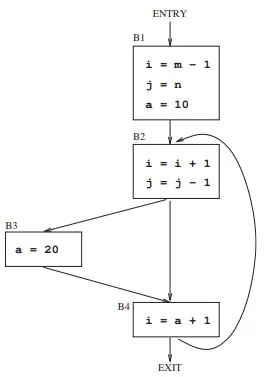 ENTRY
B1
i = m - 1
j = n
a = 10
B2
i = i + 1
j = j - 1
B3
a = 20
B4
i = a + 1
EXIT